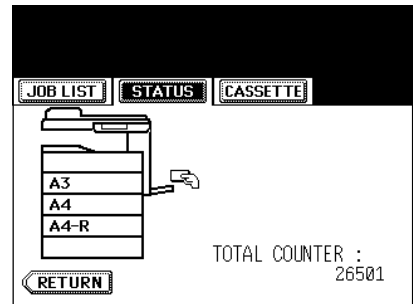 JOB LIST STATUS CASSETTE
A3
A4
A4-R
TOTAL COUNTER :
26501
RETURN